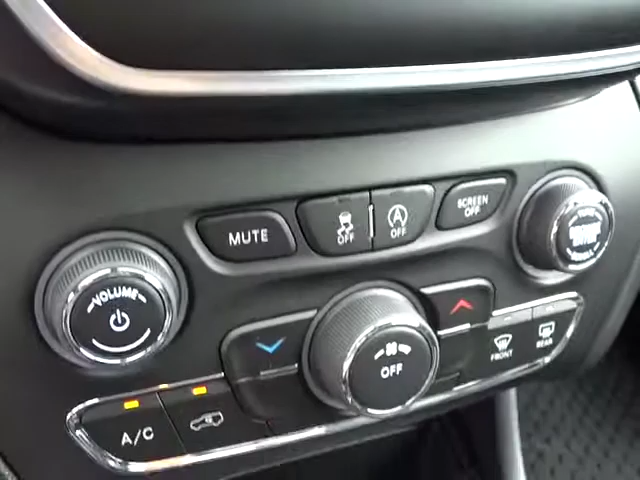 MUTE
OFF
A
OFF
SCREEN
OFF
VOLUME
OFF
FRONT
REAR
A/C